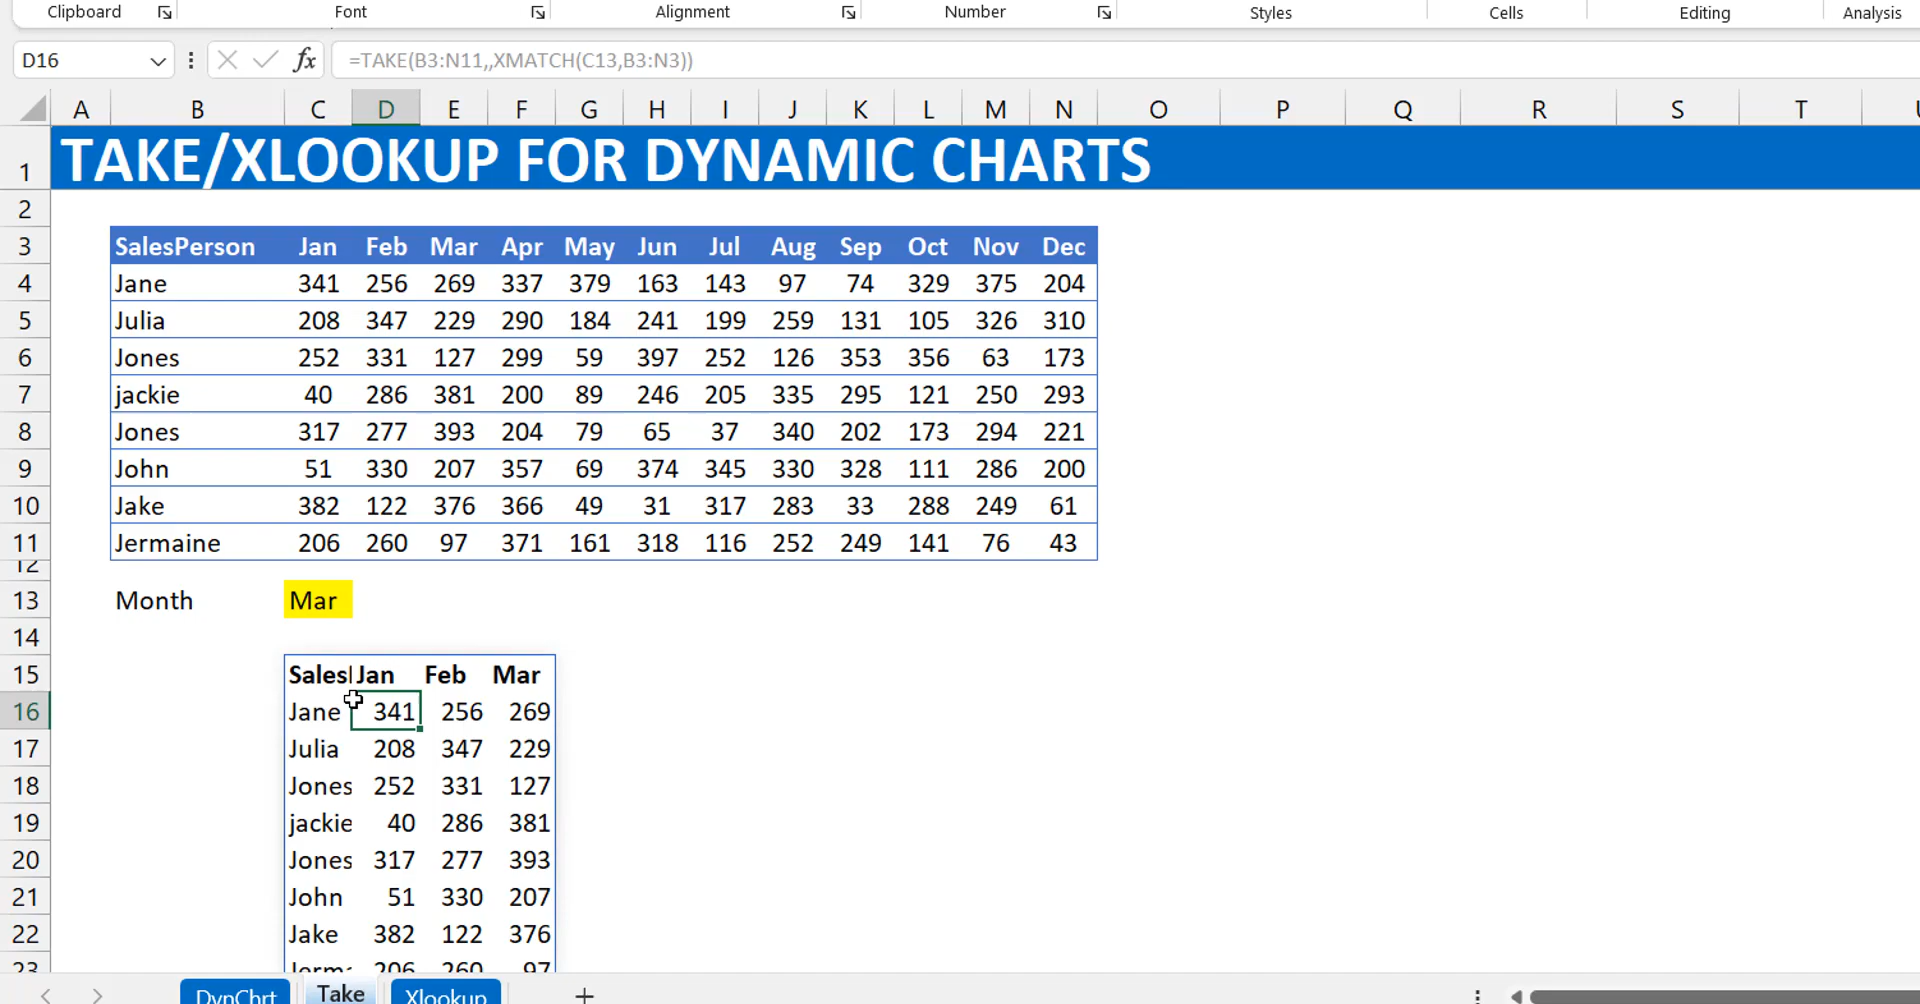 Clipboard Font Alignment Number Styles Cells Editing Analysis
D16 fx =TAKE(B3:N11,,XMATCH(C13,B3:N3))
A B C D E F G H I J K L M N O P Q R S T
1 TAKE/XLOOKUP FOR DYNAMIC CHARTS
2
3 SalesPerson Jan Feb Mar Apr May Jun Jul Aug Sep Oct Nov Dec
4 Jane 341 256 269 337 379 163 143 97 74 329 375 204
5 Julia 208 347 229 290 184 241 199 259 131 105 326 310
6 Jones 252 331 127 299 59 397 252 126 353 356 63 173
7 jackie 40 286 381 200 89 246 205 335 295 121 250 293
8 Jones 317 277 393 204 79 65 37 340 202 173 294 221
9 John 51 330 207 357 69 374 345 330 328 111 286 200
10 Jake 382 122 376 366 49 31 317 283 33 288 249 61
11 Jermaine 206 260 97 371 161 318 116 252 249 141 76 43
12
13 Month Mar
14
15 Sales Jan Feb Mar
16 Jane 341 256 269
17 Julia 208 347 229
18 Jones 252 331 127
19 jackie 40 286 381
20 Jones 317 277 393
21 John 51 330 207
22 Jake 382 122 376
23 206 260 97
DynChrt Take Xlookup